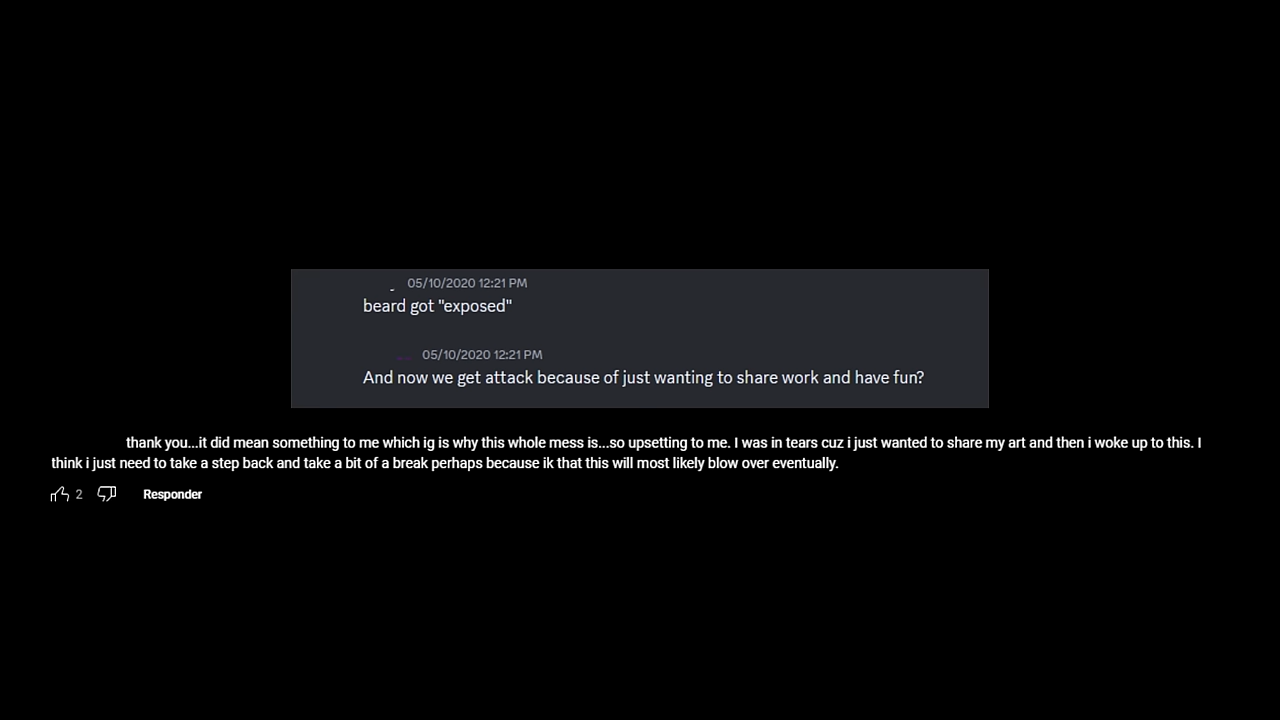 05/10/2020 12:21 PM
beard got "exposed"
05/10/2020 12:21 PM
And now we get attack because of just wanting to share work and have fun?
thank you...it did mean something to me which ig is why this whole mess is...so upsetting to me. I was in tears cuz i just wanted to share my art and then i woke up to this. I
think i just need to take a step back and take a bit of a break perhaps because ik that this will most likely blow over eventually.
2 Responder